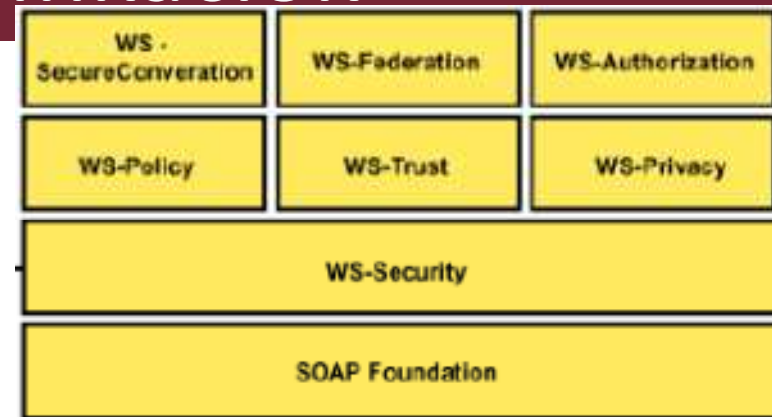 WS -
SecureConveration
WS-Federation
WS-Authorization
WS-Policy
WS-Trust
WS-Privacy
WS-Security
SOAP Foundation